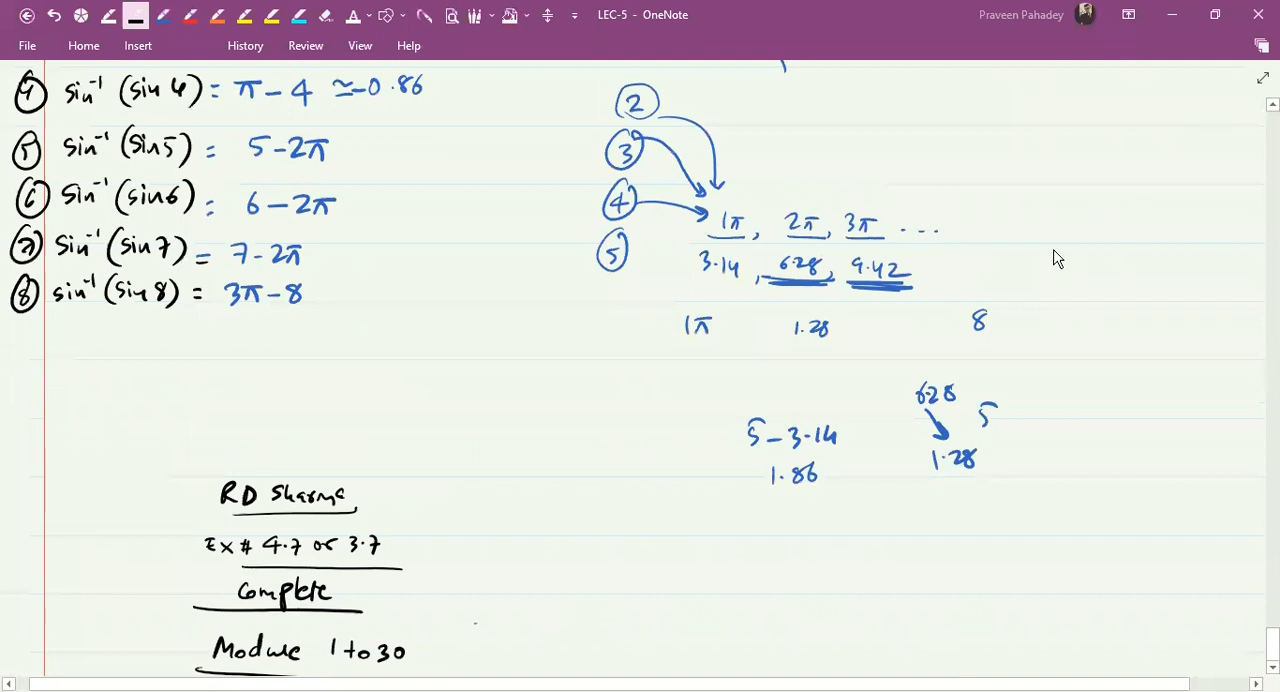 LEC-5 - OneNote
Praveen Pahadey
File Home Insert History Review View Help
④ sin⁻¹ (sin 4) = π - 4 ≃ -0.86
⑤ sin⁻¹ (sin 5) = 5 - 2π
⑥ sin⁻¹ (sin 6) = 6 - 2π
⑦ sin⁻¹ (sin 7) = 7 - 2π
⑧ sin⁻¹ (sin 8) = 3π - 8
②
③
④
⑤
1π, 2π, 3π ...
3.14, 6.28, 9.42
1π 1.28 8
6.28 5
5 - 3.14
1.28
1.86
RD Sharma
Ex # 4.7 or 3.7
Complete
Module 1 to 30